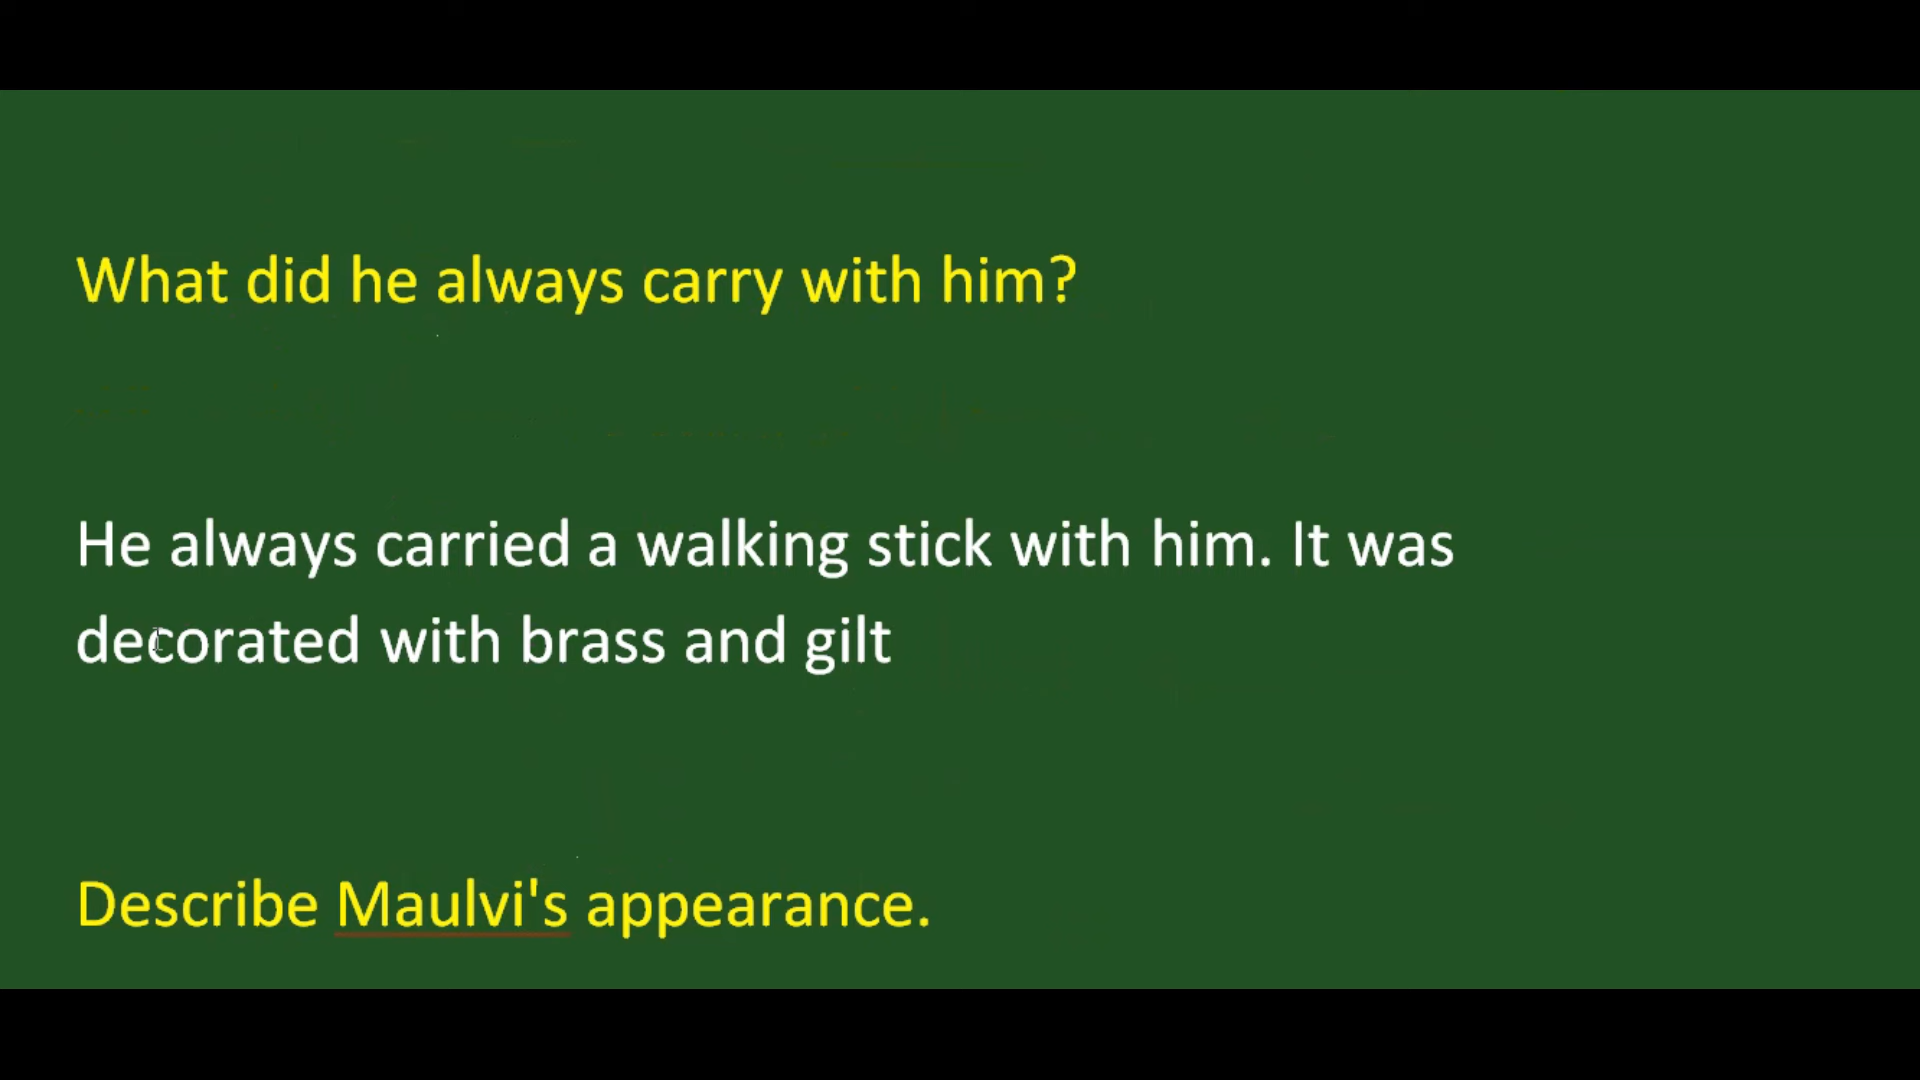 What did he always carry with him?
He always carried a walking stick with him. It was
decorated with brass and gilt
Describe Maulvi's appearance.